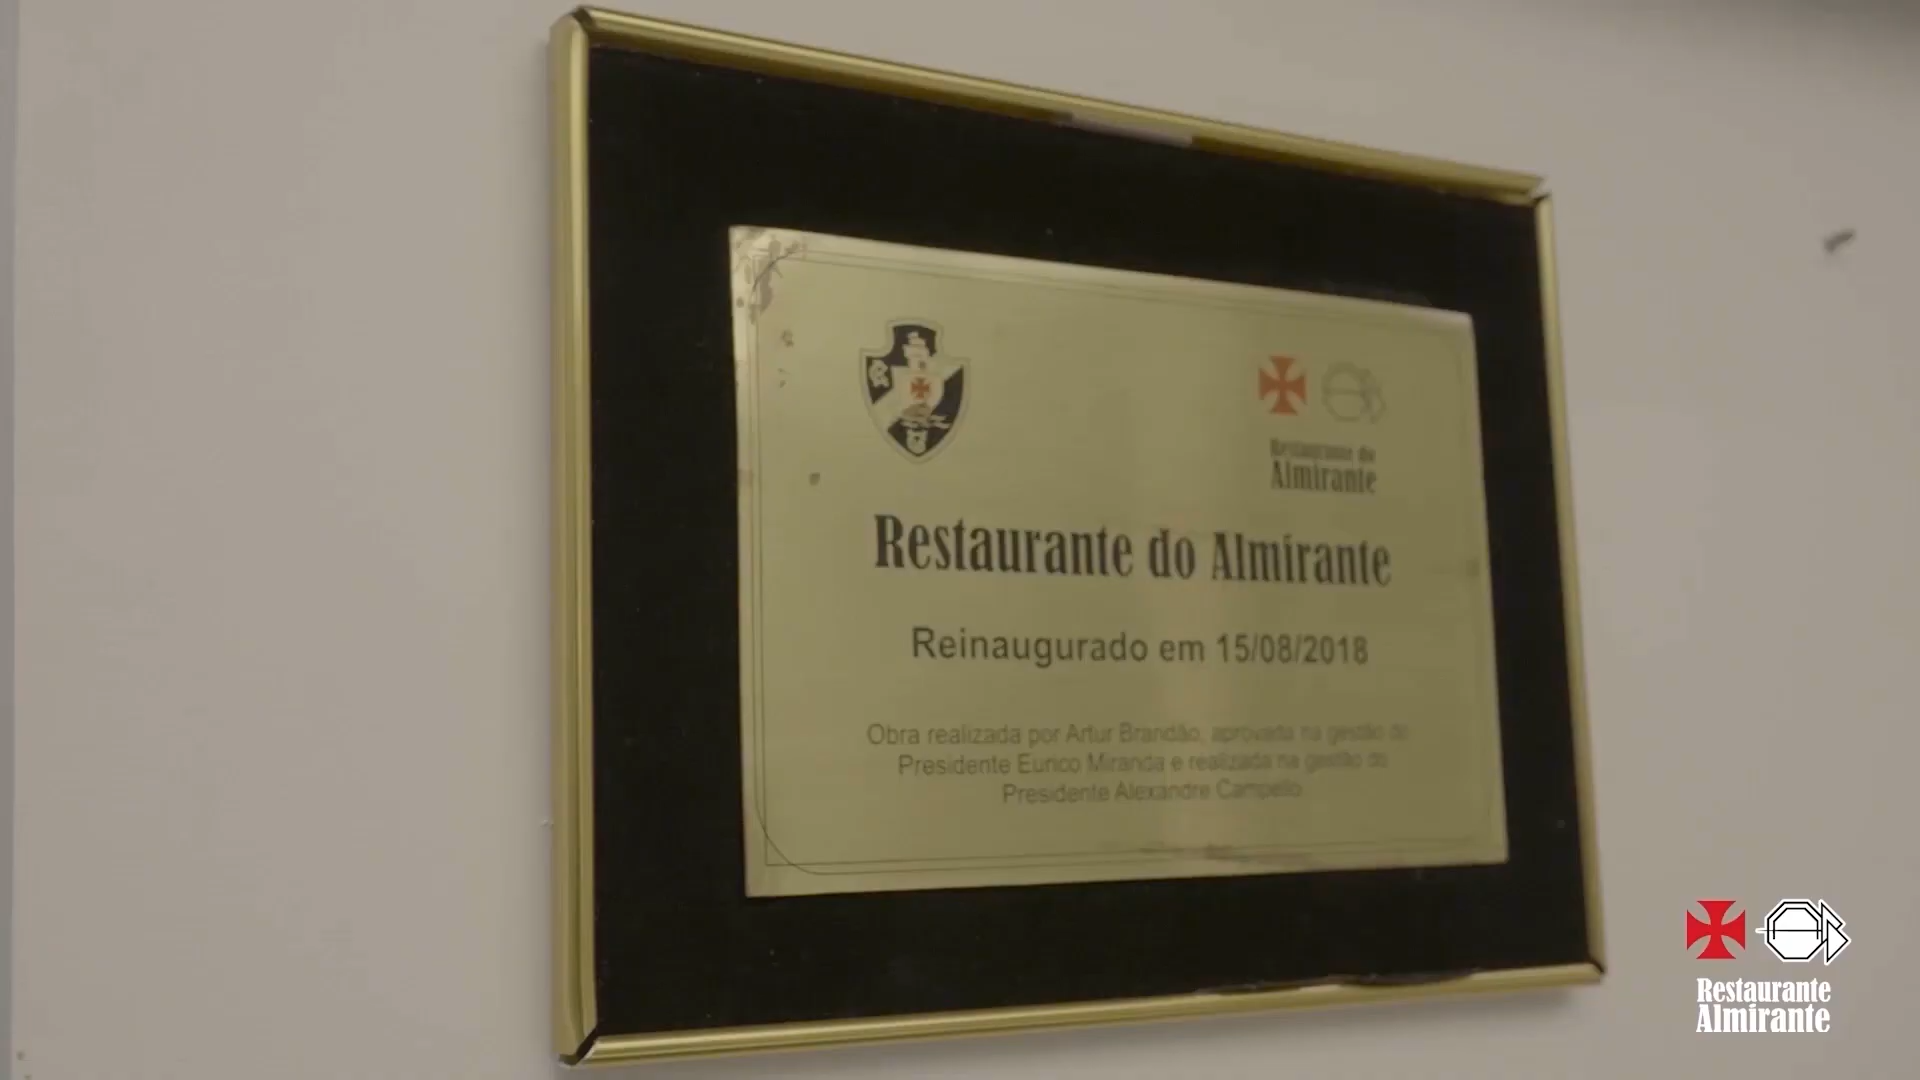 Restaurante do
Almirante
Restaurante do Almirante
Reinaugurado em 15/08/2018
Obra realizada por Artur Brandão, aprovada na gestão do
Presidente Eurico Miranda e realizada na gestão do
Presidente Alexandre Campello
Restaurante
Almirante